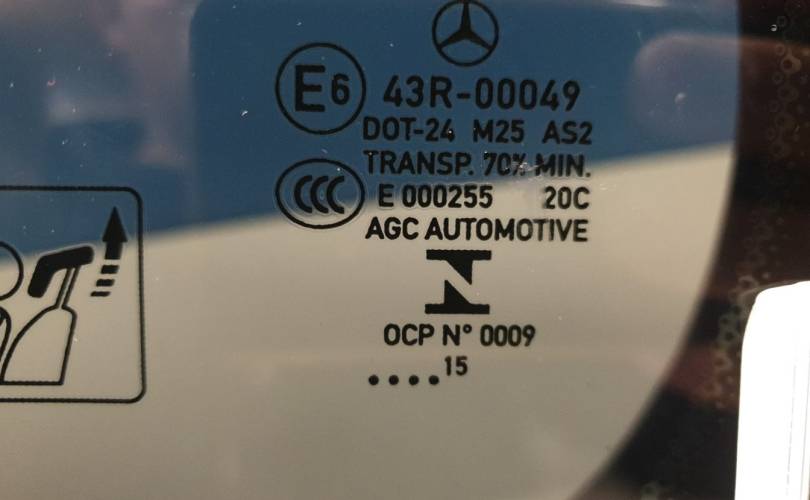 E6 43R-00049
DOT-24 M25 AS2
TRANSP. 70% MIN.
CCC E 000255 20C
AGC AUTOMOTIVE
OCP N° 0009
....15